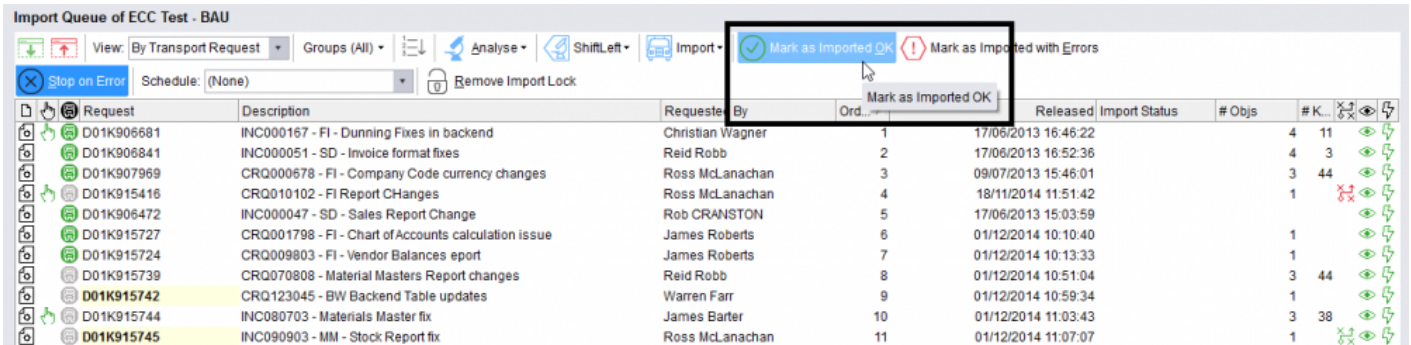 Import Queue of ECC Test - BAU
View: By Transport Request Groups (All) Analyse ShiftLeft Import Mark as Imported OK Mark as Imported with Errors
Stop on Error Schedule: (None) Remove Import Lock
Mark as Imported OK
Request Description Requested By Ord... Released Import Status # Objs # K...
D01K906681 INC000167 - FI - Dunning Fixes in backend Christian Wagner 1 17/06/2013 16:46:22 4 11
D01K906841 INC000051 - SD - Invoice format fixes Reid Robb 2 17/06/2013 16:52:36 4 3
D01K907969 CRQ000678 - FI - Company Code currency changes Ross McLanachan 3 09/07/2013 15:46:01 3 44
D01K915416 CRQ010102 - FI Report CHanges Ross McLanachan 4 18/11/2014 11:51:42 1
D01K906472 INC000047 - SD - Sales Report Change Rob CRANSTON 5 17/06/2013 15:03:59
D01K915727 CRQ001798 - FI - Chart of Accounts calculation issue James Roberts 6 01/12/2014 10:10:40 1
D01K915724 CRQ009803 - FI - Vendor Balances eport James Roberts 7 01/12/2014 10:13:33 1
D01K915739 CRQ070808 - Material Masters Report changes Reid Robb 8 01/12/2014 10:51:04 3 44
D01K915742 CRQ123045 - BW Backend Table updates Warren Farr 9 01/12/2014 10:59:34 1
D01K915744 INC080703 - Materials Master fix James Barter 10 01/12/2014 11:03:43 3 38
D01K915745 INC090903 - MM - Stock Report fix Ross McLanachan 11 01/12/2014 11:07:07 1